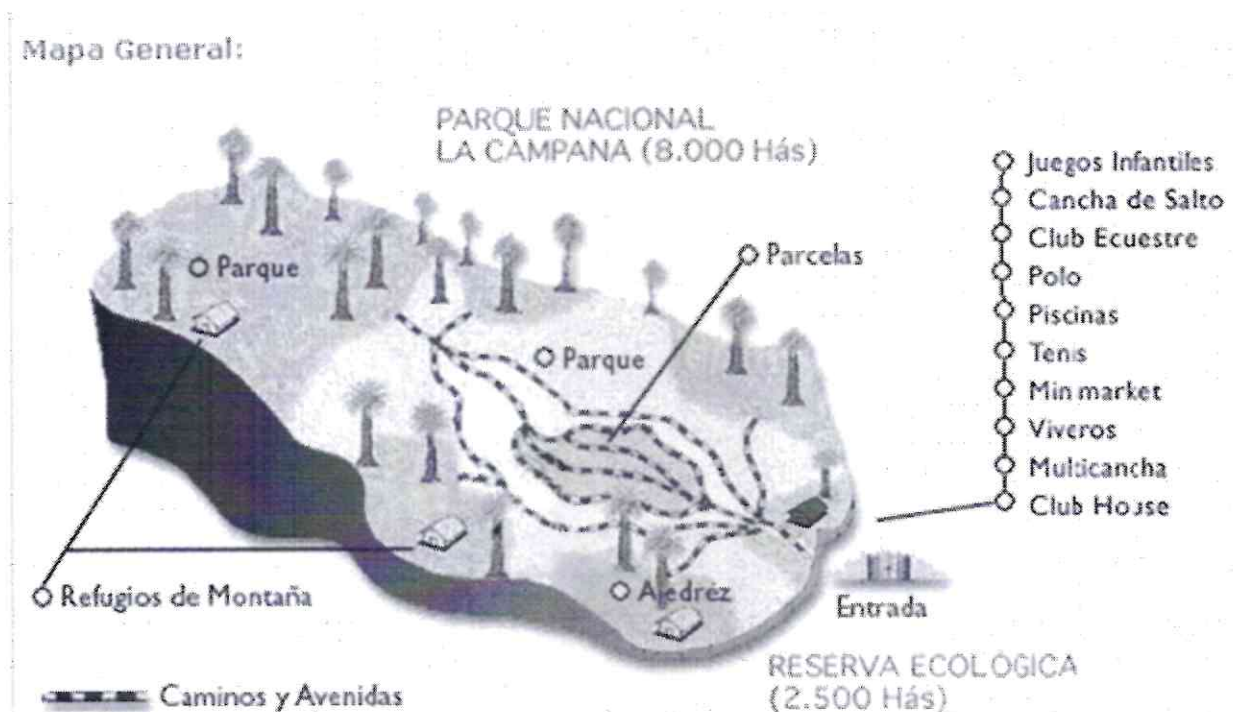 Mapa General:
PARQUE NACIONAL
LA CAMPANA (8.000 Hás)
Juegos Infantiles
Cancha de Salto
Club Ecuestre
Polo
Piscinas
Tenis
Min market
Viveros
Multicancha
Club House
Parcelas
Parque
Parque
Refugios de Montaña
Ajedréz
Entrada
RESERVA ECOLÓGICA
(2.500 Hás)
Caminos y Avenidas